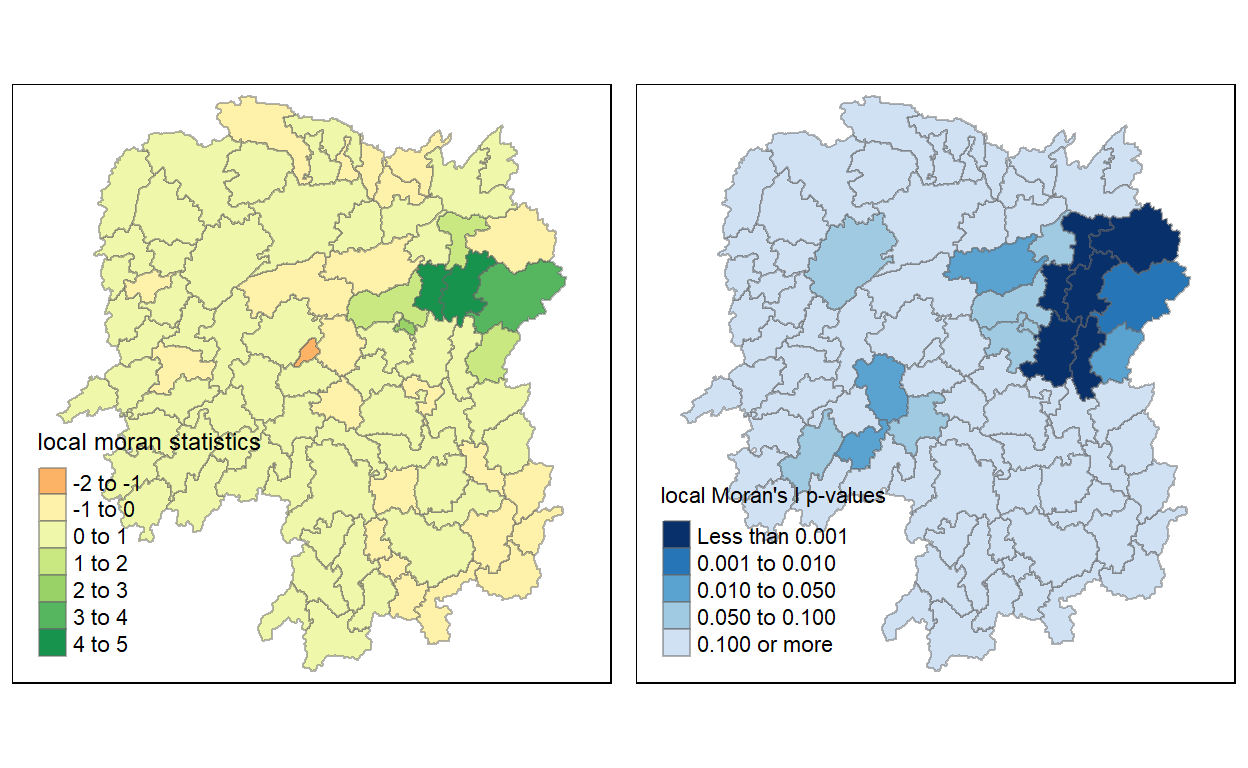 local moran statistics
-2 to -1
-1 to 0
0 to 1
1 to 2
2 to 3
3 to 4
4 to 5
local Moran's I p-values
Less than 0.001
0.001 to 0.010
0.010 to 0.050
0.050 to 0.100
0.100 or more